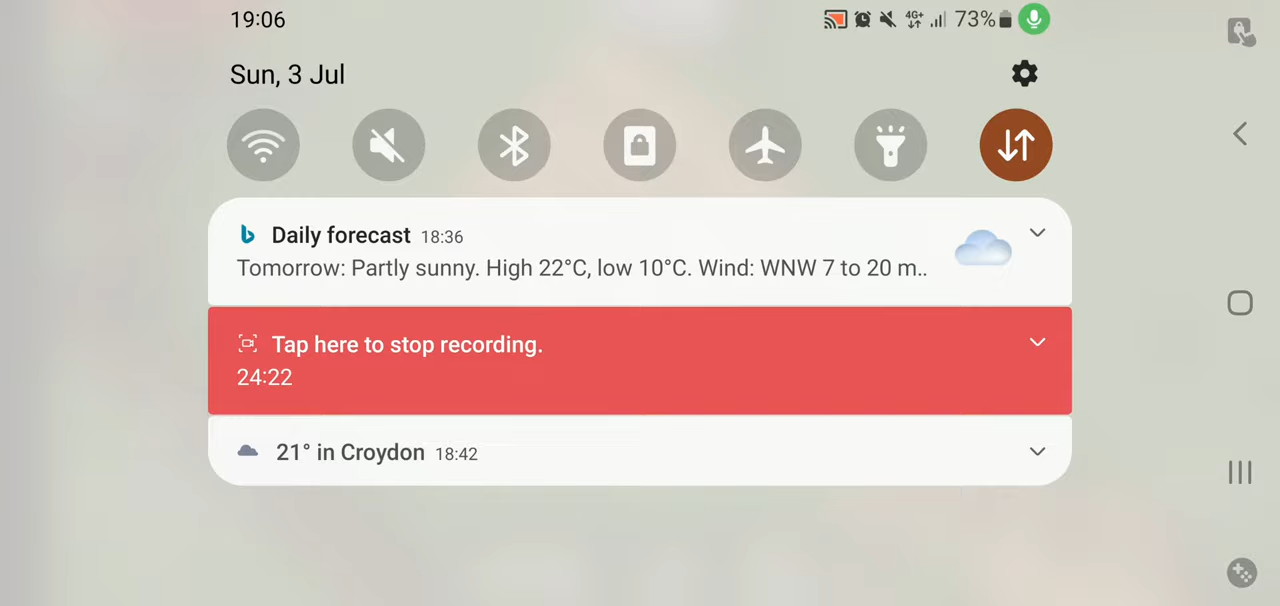 19:06
4G+ 73%
Sun, 3 Jul
Daily forecast 18:36
Tomorrow: Partly sunny. High 22°C, low 10°C. Wind: WNW 7 to 20 m..
Tap here to stop recording.
24:22
21° in Croydon 18:42